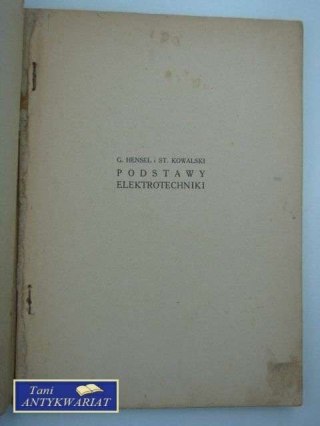 G. HENSEL i ST. KOWALSKI
PODSTAWY
ELEKTROTECHNIKI
Tani
ANTYKWARIAT